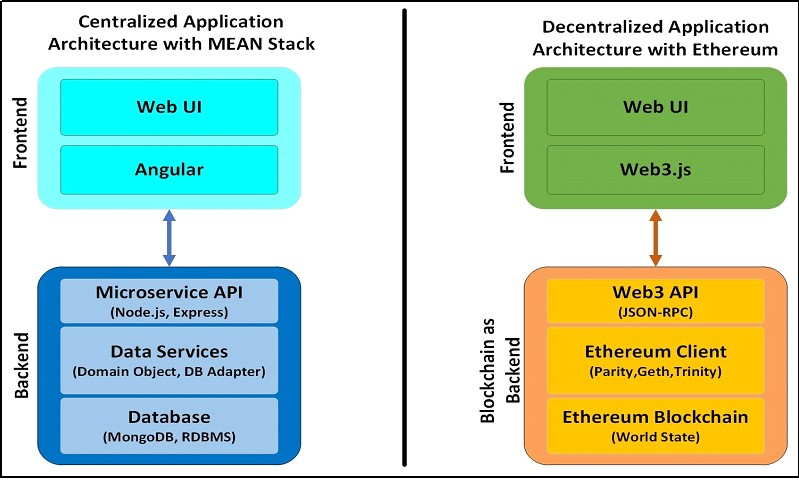 Centralized Application
Architecture with MEAN Stack
Frontend
Web UI
Angular
Backend
Microservice API
(Node.js, Express)
Data Services
(Domain Object, DB Adapter)
Database
(MongoDB, RDBMS)
Decentralized Application
Architecture with Ethereum
Frontend
Web UI
Web3.js
Blockchain as
Backend
Web3 API
(JSON-RPC)
Ethereum Client
(Parity,Geth,Trinity)
Ethereum Blockchain
(World State)